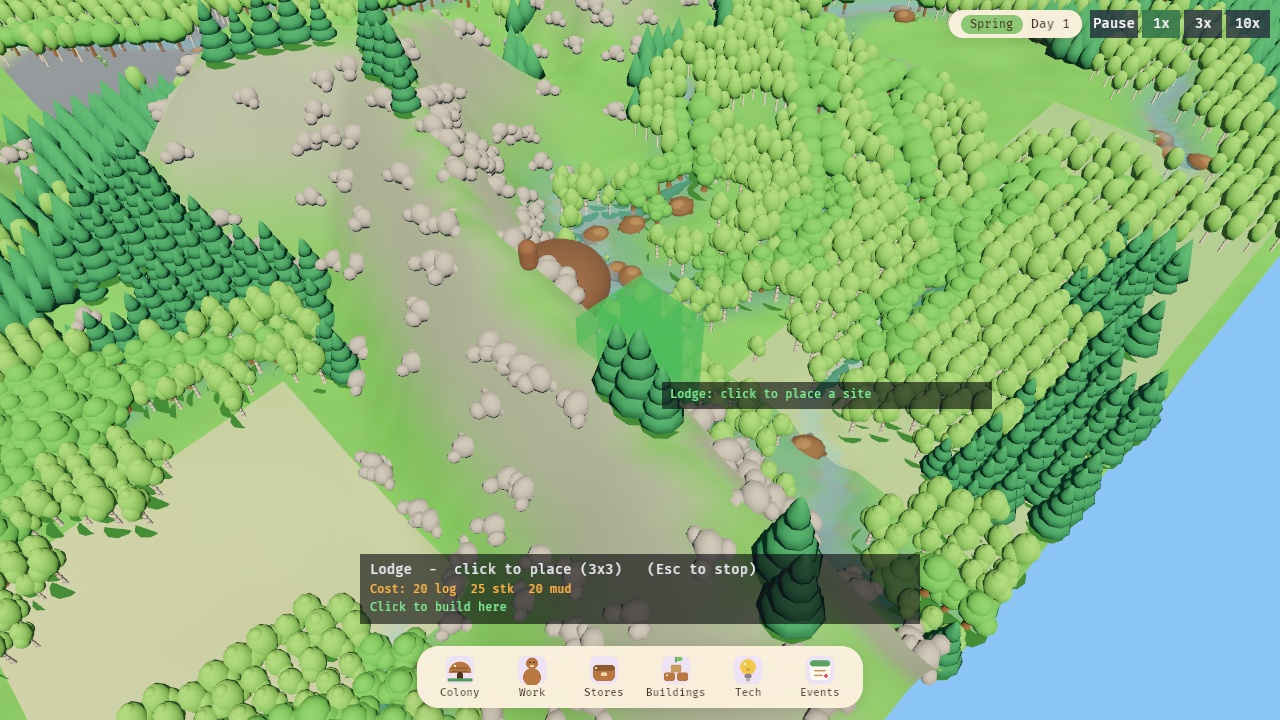 Spring Day 1 Pause 1x 3x 10x
Lodge: click to place a site
Lodge - click to place (3x3) (Esc to stop)
Cost: 20 log 25 stk 20 mud
Click to build here
Colony Work Stores Buildings Tech Events